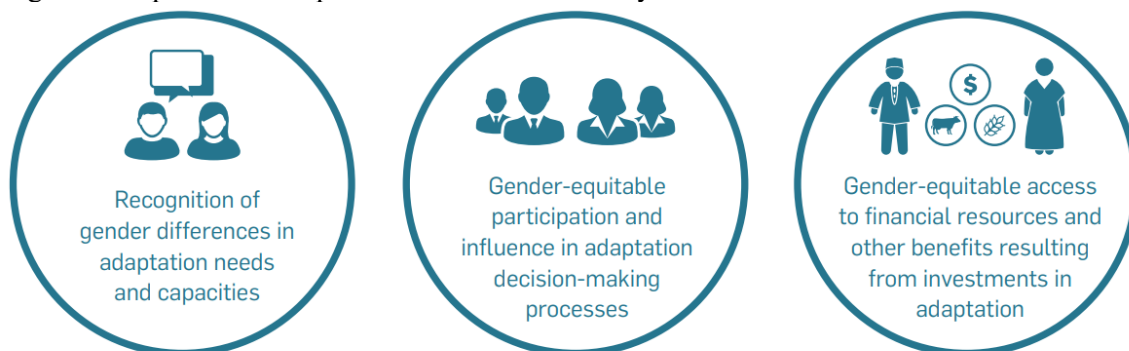 $
Recognition of
gender differences in
adaptation needs
and capacities
Gender-equitable
participation and
influence in adaptation
decision-making
processes
Gender-equitable access
to financial resources and
other benefits resulting
from investments in
adaptation